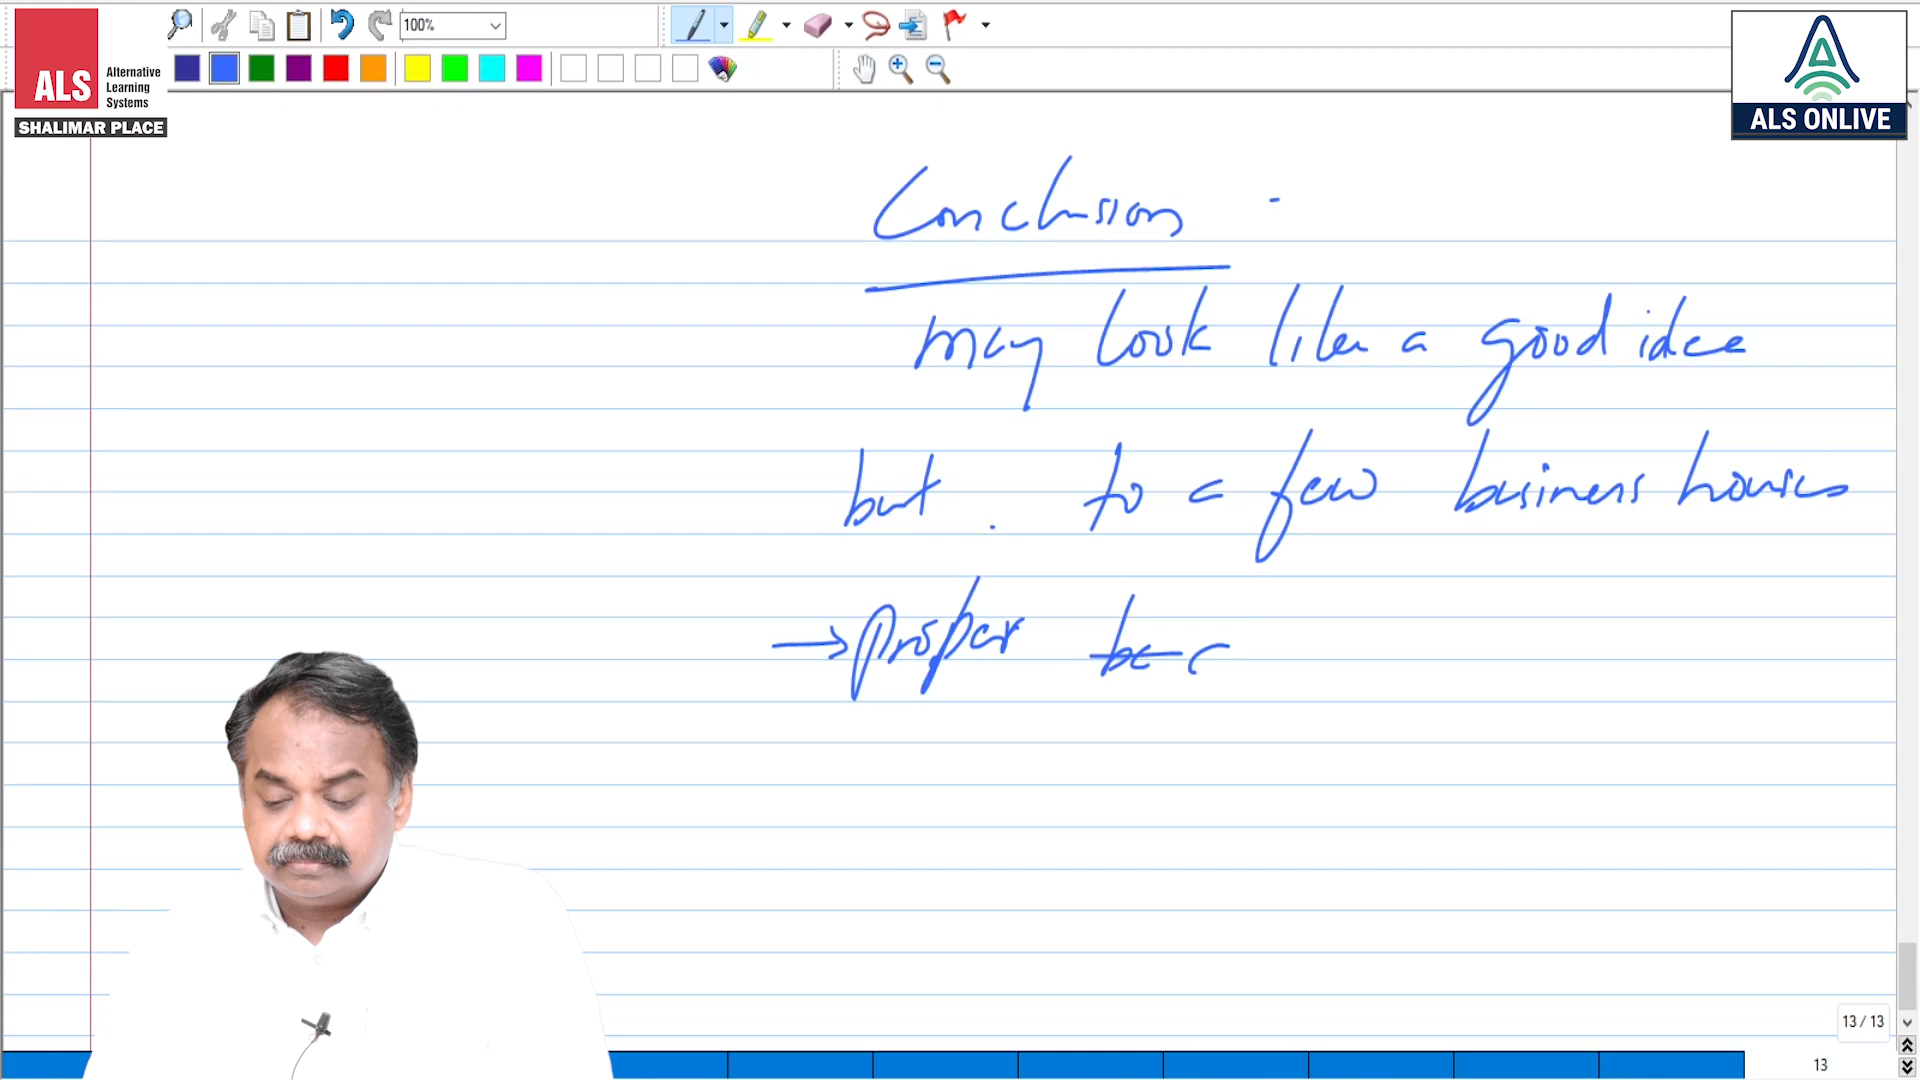 100%
ALS
Alternative
Learning
Systems
SHALIMAR PLACE
ALS ONLIVE
Conclusion -
may look like a good idea
but . to a few business houses
→ proper
13 / 13
13